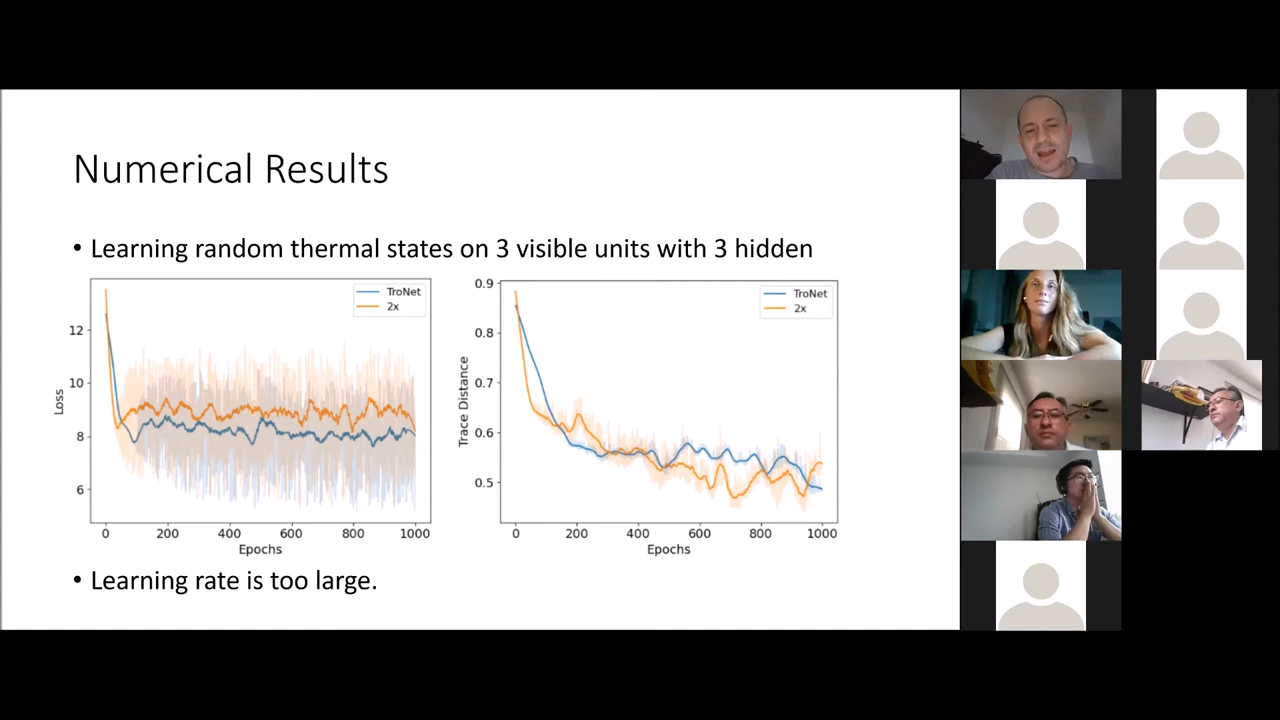 Numerical Results
• Learning random thermal states on 3 visible units with 3 hidden
TroNet
2x
12
10
8
6
Loss
0 200 400 600 800 1000
Epochs
TroNet
2x
0.9
0.8
0.7
0.6
0.5
Trace Distance
0 200 400 600 800 1000
Epochs
• Learning rate is too large.